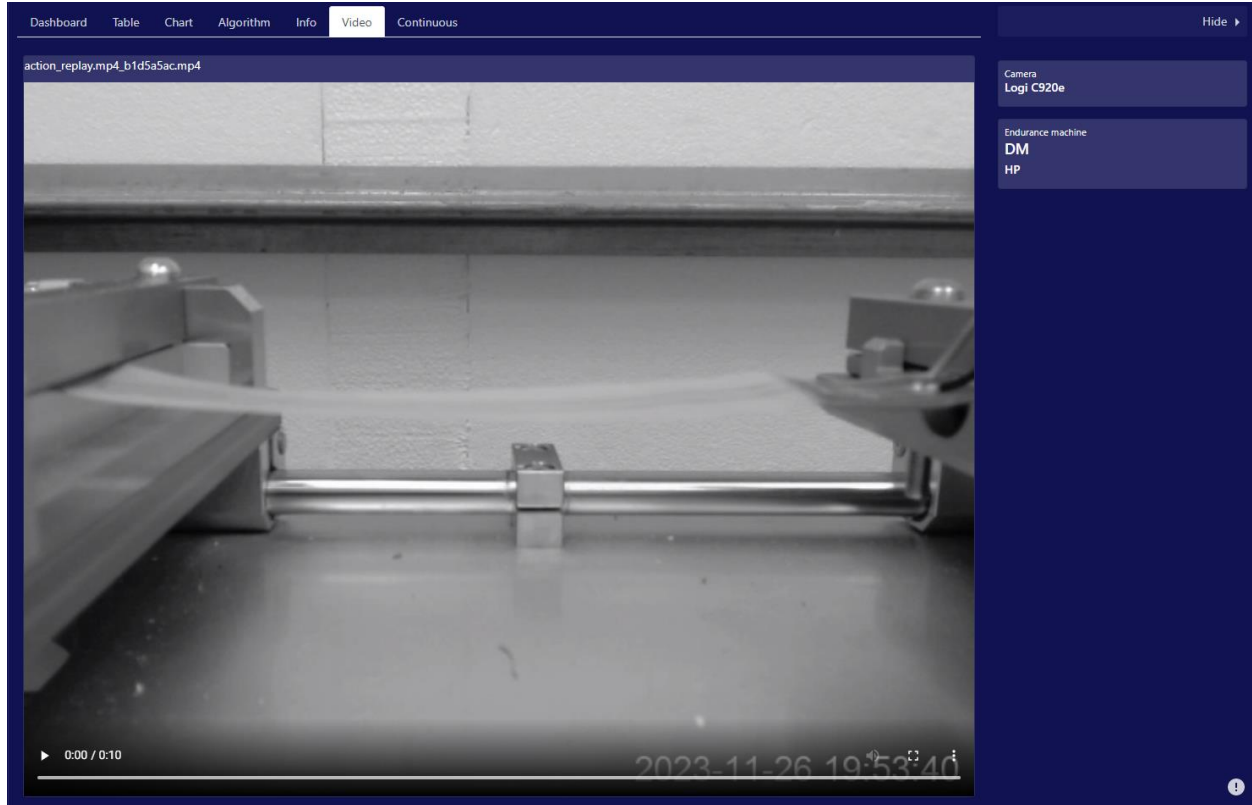 Dashboard Table Chart Algorithm Info Video Continuous
Hide
action_replay.mp4_b1d5a5ac.mp4
Camera
Logi C920e
Endurance machine
DM
HP
0:00 / 0:10
2023-11-26 19:53:40